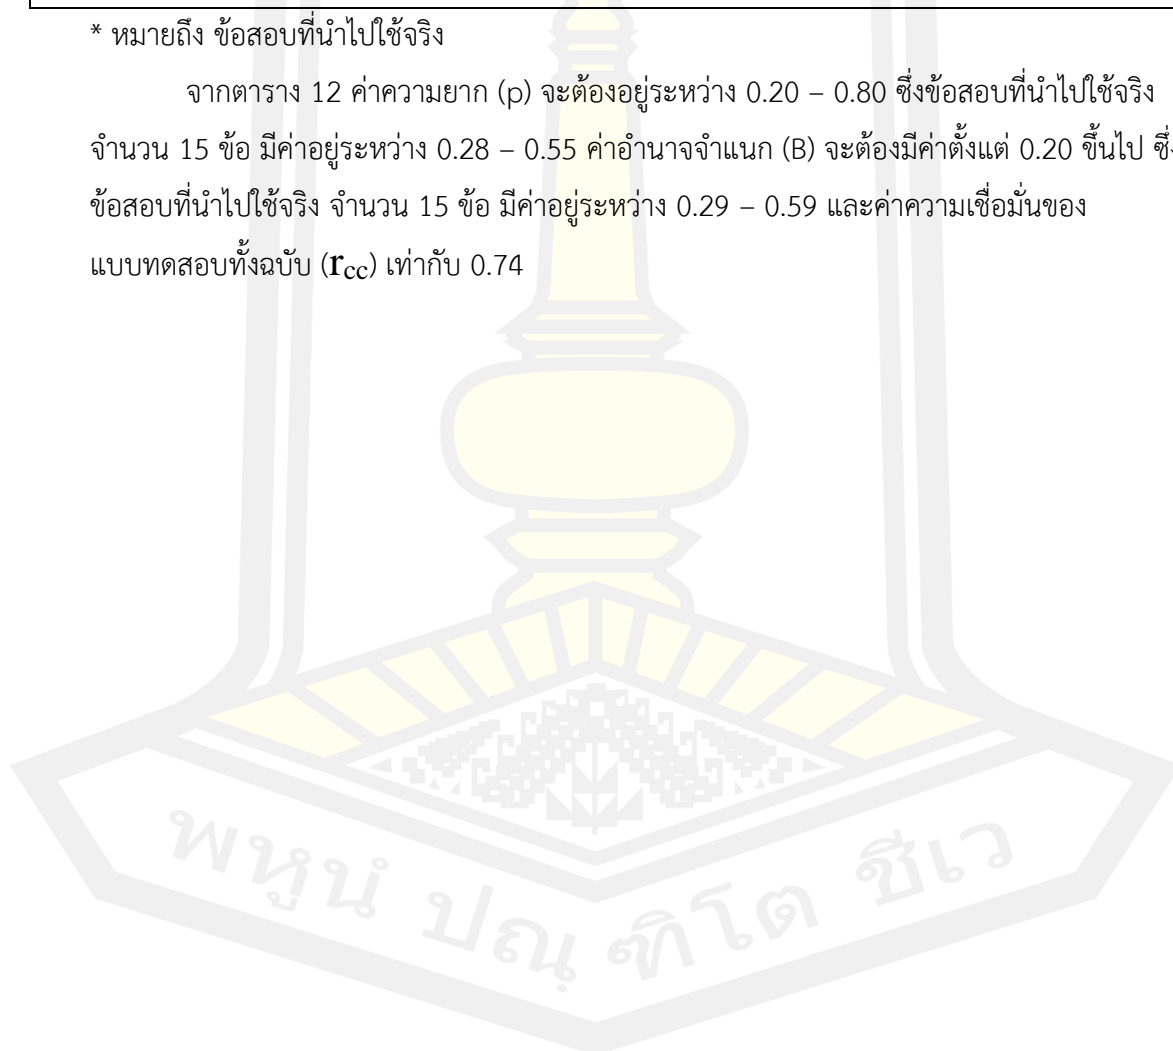 * หมายถึง ข้อสอบที่นำไปใช้จริง
จากตาราง 12 ค่าความยาก (p) จะต้องอยู่ระหว่าง 0.20 – 0.80 ซึ่งข้อสอบที่นำไปใช้จริง
จำนวน 15 ข้อ มีค่าอยู่ระหว่าง 0.28 – 0.55 ค่าอำนาจจำแนก (B) จะต้องมีค่าตั้งแต่ 0.20 ขึ้นไป ซึ่ง
ข้อสอบที่นำไปใช้จริง จำนวน 15 ข้อ มีค่าอยู่ระหว่าง 0.29 – 0.59 และค่าความเชื่อมั่นของ
แบบทดสอบทั้งฉบับ (rcc) เท่ากับ 0.74
พหูนํ ปณฺฑิโต ชีเว